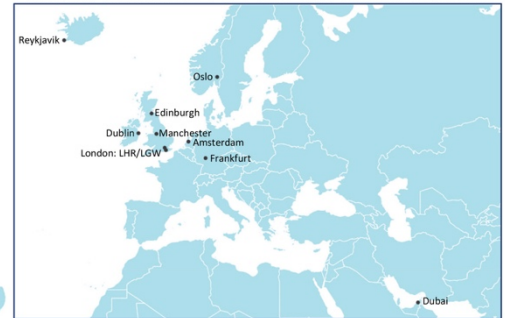 Reykjavik
Oslo
Edinburgh
Dublin
Manchester
Amsterdam
London: LHR/LGW
Frankfurt
Dubai